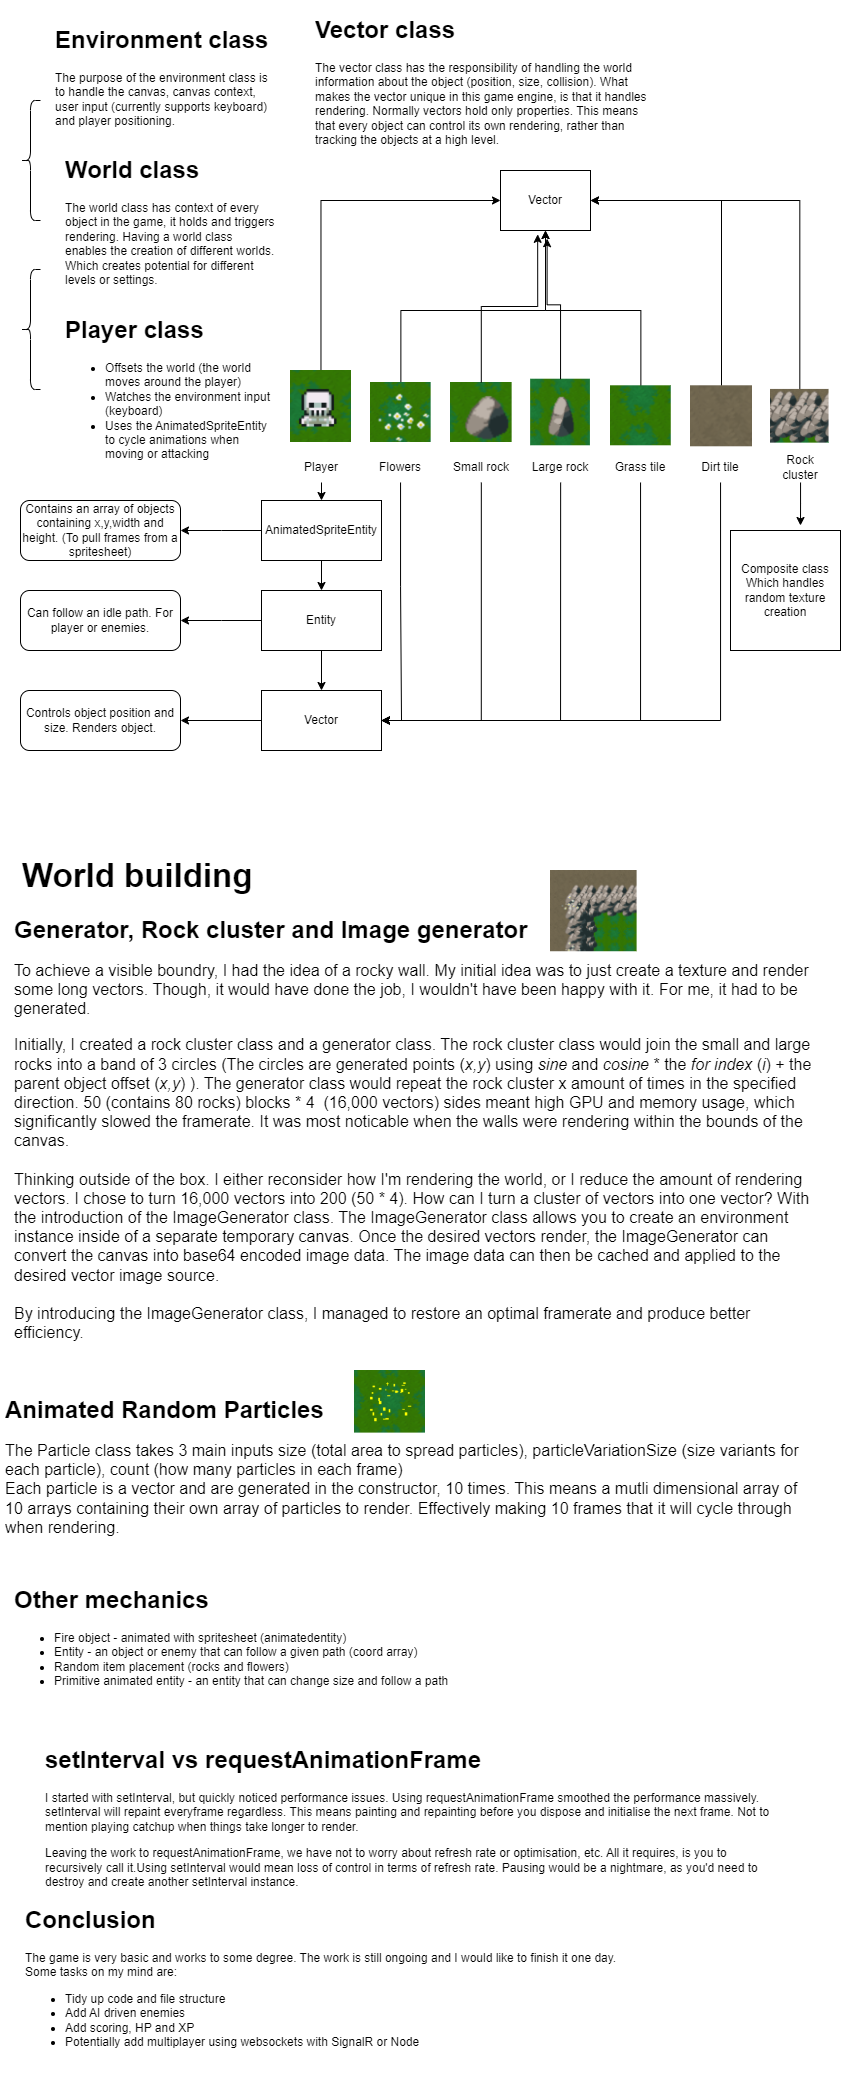 Environment class
The purpose of the environment class is
to handle the canvas, canvas context,
user input (currently supports keyboard)
and player positioning.
Vector class
The vector class has the responsibility of handling the world
information about the object (position, size, collision). What
makes the vector unique in this game engine, is that it handles
rendering. Normally vectors hold only properties. This means
that every object can control its own rendering, rather than
tracking the objects at a high level.
World class
The world class has context of every
object in the game, it holds and triggers
rendering. Having a world class
enables the creation of different worlds.
Which creates potential for different
levels or settings.
Player class
• Offsets the world (the world
moves around the player)
• Watches the environment input
(keyboard)
• Uses the AnimatedSpriteEntity
to cycle animations when
moving or attacking
Vector
Player
Flowers
Small rock
Large rock
Grass tile
Dirt tile
Rock
cluster
Contains an array of objects
containing x,y,width and
height. (To pull frames from a
spritesheet)
AnimatedSpriteEntity
Composite class
Which handles
random texture
creation
Can follow an idle path. For
player or enemies.
Entity
Controls object position and
size. Renders object.
Vector
World building
Generator, Rock cluster and Image generator
To achieve a visible boundry, I had the idea of a rocky wall. My initial idea was to just create a texture and render
some long vectors. Though, it would have done the job, I wouldn't have been happy with it. For me, it had to be
generated.
Initially, I created a rock cluster class and a generator class. The rock cluster class would join the small and large
rocks into a band of 3 circles (The circles are generated points (x,y) using sine and cosine * the for index (i) + the
parent object offset (x,y) ). The generator class would repeat the rock cluster x amount of times in the specified
direction. 50 (contains 80 rocks) blocks * 4  (16,000 vectors) sides meant high GPU and memory usage, which
significantly slowed the framerate. It was most noticable when the walls were rendering within the bounds of the
canvas.
Thinking outside of the box. I either reconsider how I'm rendering the world, or I reduce the amount of rendering
vectors. I chose to turn 16,000 vectors into 200 (50 * 4). How can I turn a cluster of vectors into one vector? With
the introduction of the ImageGenerator class. The ImageGenerator class allows you to create an environment
instance inside of a separate temporary canvas. Once the desired vectors render, the ImageGenerator can
convert the canvas into base64 encoded image data. The image data can then be cached and applied to the
desired vector image source.
By introducing the ImageGenerator class, I managed to restore an optimal framerate and produce better
efficiency.
Animated Random Particles
The Particle class takes 3 main inputs size (total area to spread particles), particleVariationSize (size variants for
each particle), count (how many particles in each frame)
Each particle is a vector and are generated in the constructor, 10 times. This means a mutli dimensional array of
10 arrays containing their own array of particles to render. Effectively making 10 frames that it will cycle through
when rendering.
Other mechanics
• Fire object - animated with spritesheet (animatedentity)
• Entity - an object or enemy that can follow a given path (coord array)
• Random item placement (rocks and flowers)
• Primitive animated entity - an entity that can change size and follow a path
setInterval vs requestAnimationFrame
I started with setInterval, but quickly noticed performance issues. Using requestAnimationFrame smoothed the performance massively.
setInterval will repaint everyframe regardless. This means painting and repainting before you dispose and initialise the next frame. Not to
mention playing catchup when things take longer to render.
Leaving the work to requestAnimationFrame, we have not to worry about refresh rate or optimisation, etc. All it requires, is you to
recursively call it.Using setInterval would mean loss of control in terms of refresh rate. Pausing would be a nightmare, as you'd need to
destroy and create another setInterval instance.
Conclusion
The game is very basic and works to some degree. The work is still ongoing and I would like to finish it one day.
Some tasks on my mind are:
• Tidy up code and file structure
• Add AI driven enemies
• Add scoring, HP and XP
• Potentially add multiplayer using websockets with SignalR or Node